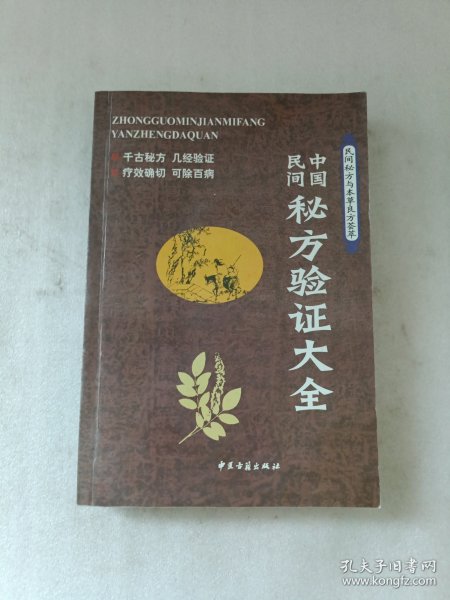 ZHONGGUOMINJIANMIFANG
YANZHENGDAQUAN
千古秘方 几经验证
疗效确切 可除百病
民间秘方与本草良方荟萃
中国
民间
秘方验证大全
中医古籍出版社
孔夫子旧书网
www.kongfz.com